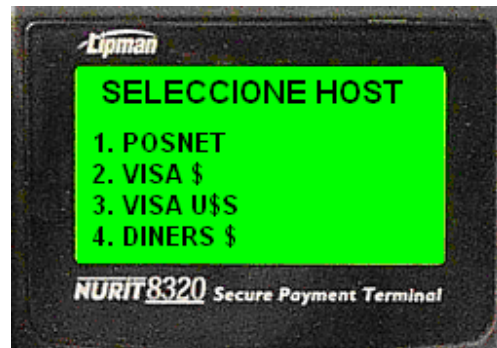 Lipman
SELECCIONE HOST
1. POSNET
2. VISA $
3. VISA U$S
4. DINERS $
NURIT 8320 Secure Payment Terminal